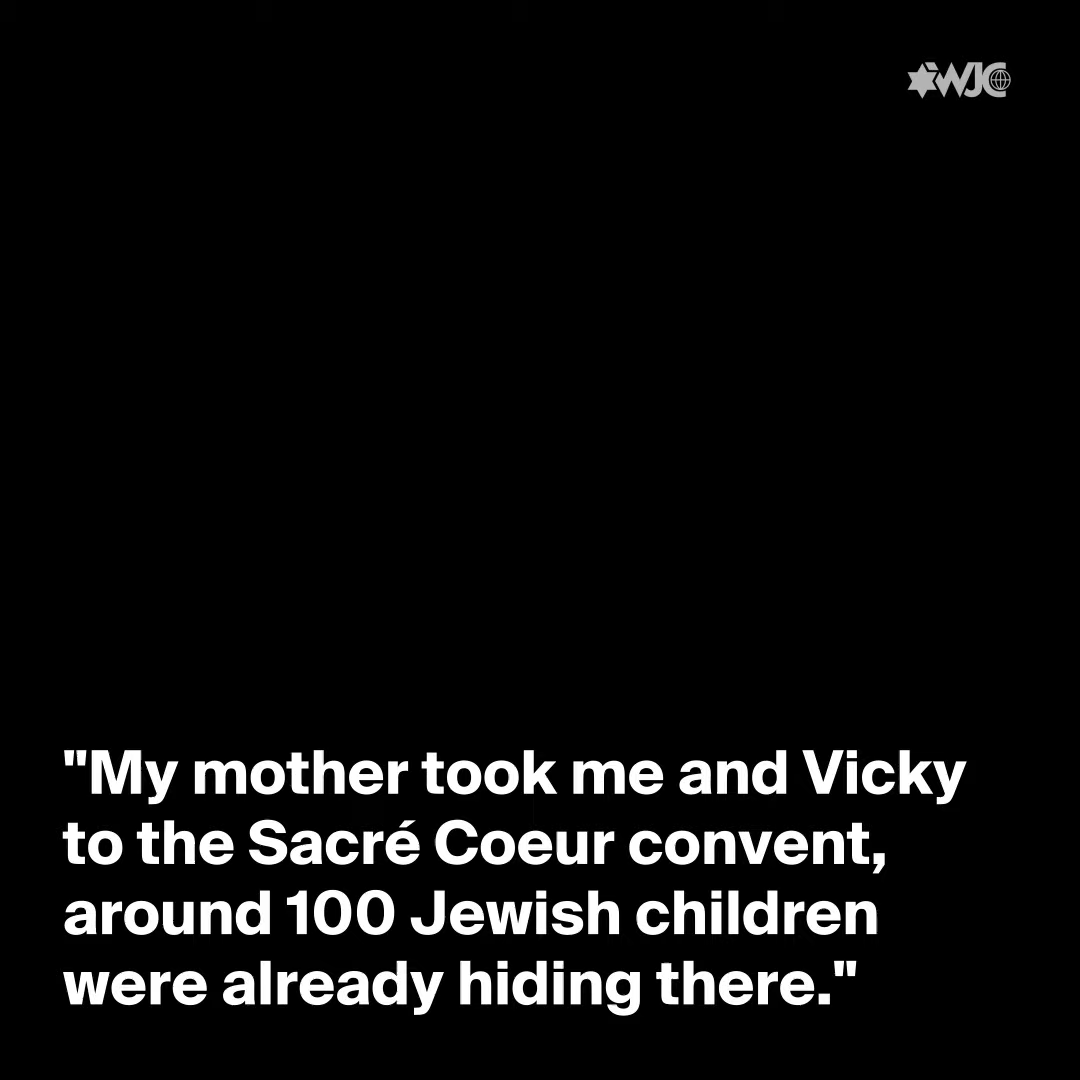 WJC
"My mother took me and Vicky
to the Sacré Coeur convent,
around 100 Jewish children
were already hiding there."